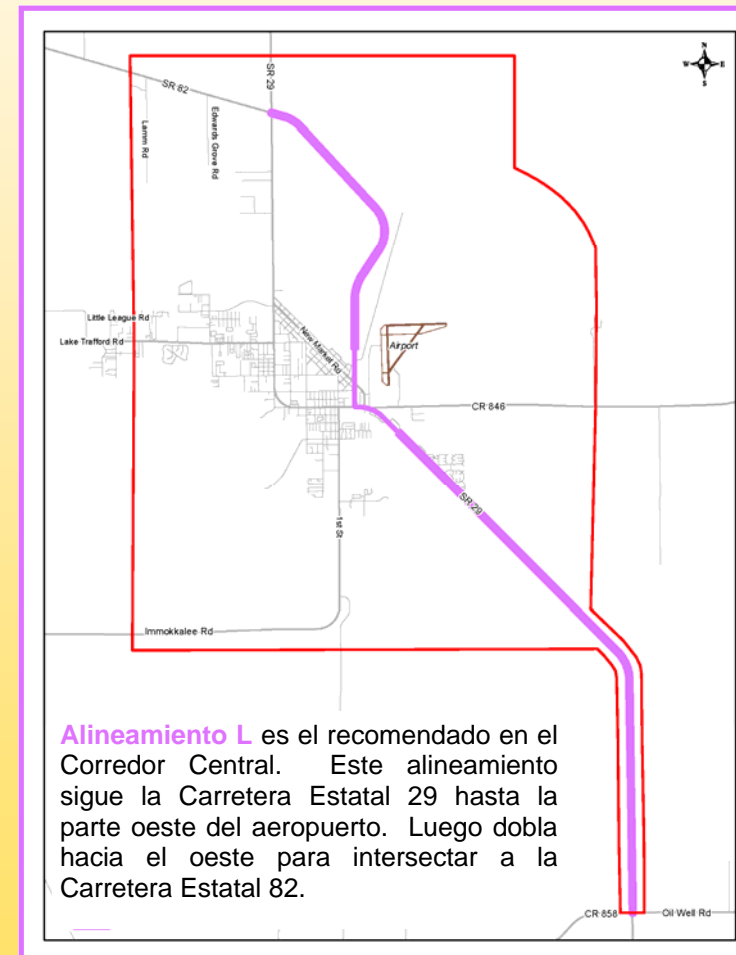 N
W E
S
SR 82
SR 29
Lamm Rd
Edwards Grove Rd
Little League Rd
Lake Trafford Rd
New Market Rd
Airport
CR 846
SR 29
1st St
Immokkalee Rd
Alineamiento L es el recomendado en el
Corredor Central. Este alineamiento
sigue la Carretera Estatal 29 hasta la
parte oeste del aeropuerto. Luego dobla
hacia el oeste para intersectar a la
Carretera Estatal 82.
CR 858
Oil Well Rd